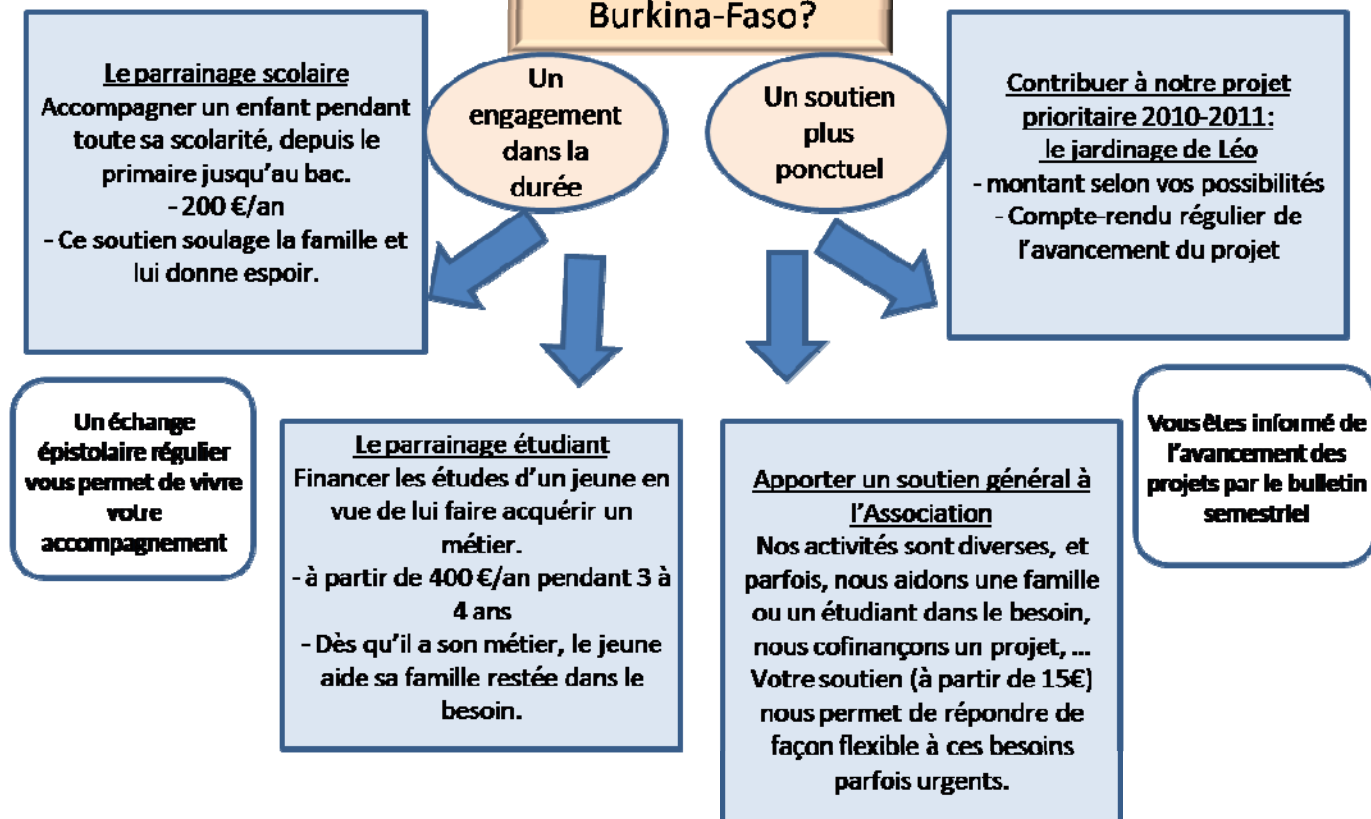 Burkina-Faso?
Le parrainage scolaire
Accompagner un enfant pendant
toute sa scolarité, depuis le
primaire jusqu'au bac.
- 200 €/an
- Ce soutien soulage la famille et
lui donne espoir.
Un
engagement
dans la
durée
Un soutien
plus
ponctuel
Contribuer à notre projet
prioritaire 2010-2011:
le jardinage de Léo
- montant selon vos possibilités
- Compte-rendu régulier de
l'avancement du projet
Un échange
épistolaire régulier
vous permet de vivre
votre
accompagnement
Le parrainage étudiant
Financer les études d'un jeune en
vue de lui faire acquérir un
métier.
- à partir de 400 €/an pendant 3 à
4 ans
- Dès qu'il a son métier, le jeune
aide sa famille restée dans le
besoin.
Apporter un soutien général à
l'Association
Nos activités sont diverses, et
parfois, nous aidons une famille
ou un étudiant dans le besoin,
nous cofinançons un projet, ...
Votre soutien (à partir de 15€)
nous permet de répondre de
façon flexible à ces besoins
parfois urgents.
Vous êtes informé de
l'avancement des
projets par le bulletin
semestriel